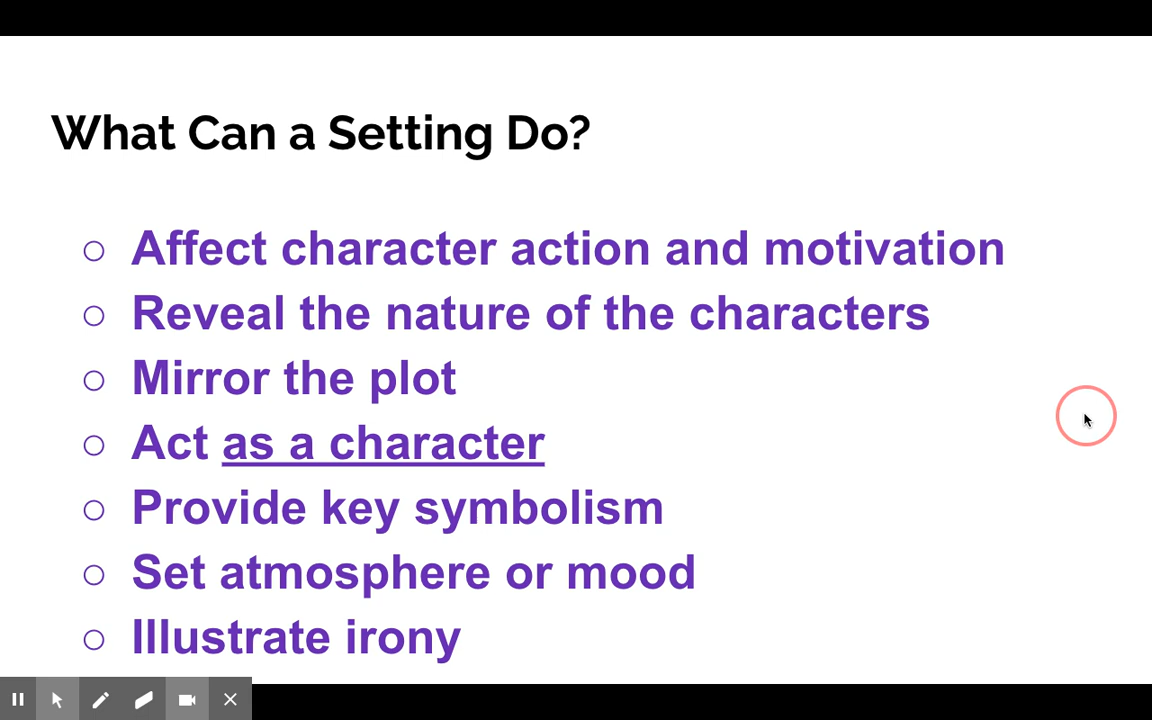 What Can a Setting Do?
○ Affect character action and motivation
○ Reveal the nature of the characters
○ Mirror the plot
○ Act as a character
○ Provide key symbolism
○ Set atmosphere or mood
○ Illustrate irony